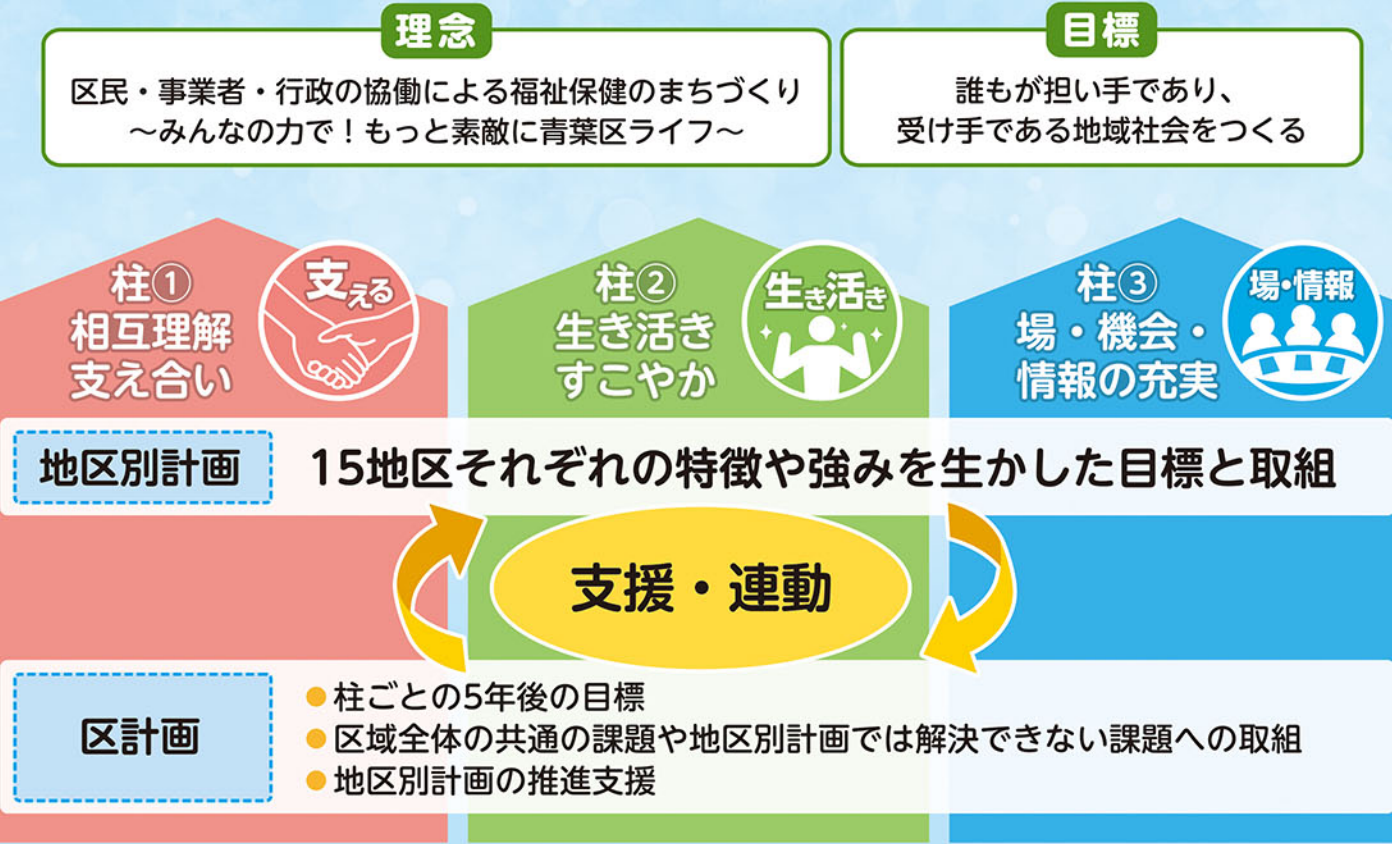 理念
区民・事業者・行政の協働による福祉保健のまちづくり
～みんなの力で！もっと素敵に青葉区ライフ～
目標
誰もが担い手であり、
受け手である地域社会をつくる
柱①
相互理解
支え合い
支える
柱②
生き活き
すこやか
生き活き
柱③
場・機会・
情報の充実
場・情報
地区別計画
15地区それぞれの特徴や強みを生かした目標と取組
支援・連動
区計画
●柱ごとの5年後の目標
●区域全体の共通の課題や地区別計画では解決できない課題への取組
●地区別計画の推進支援